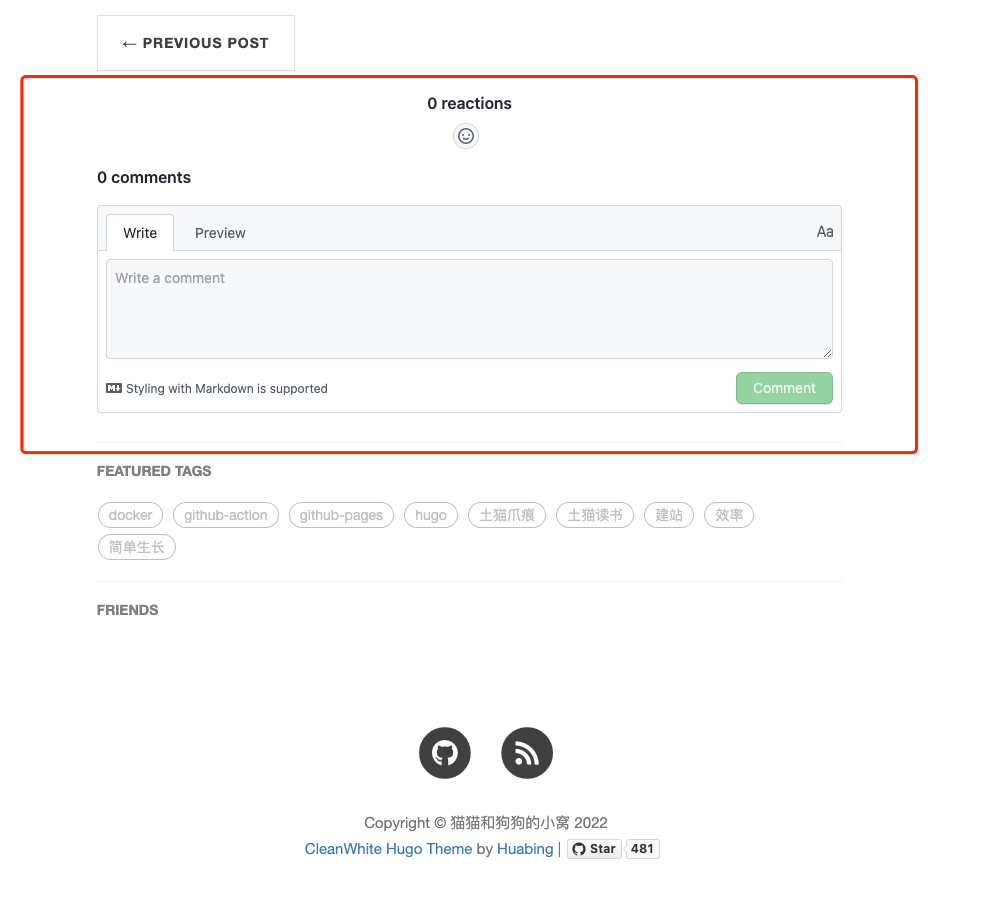 ← PREVIOUS POST
0 reactions
0 comments
Write Preview Aa
Write a comment
Styling with Markdown is supported Comment
FEATURED TAGS
docker github-action github-pages hugo 土猫爪痕 土猫读书 建站 效率
简单生长
FRIENDS
Copyright © 猫猫和狗狗的小窝 2022
CleanWhite Hugo Theme by Huabing | Star 481